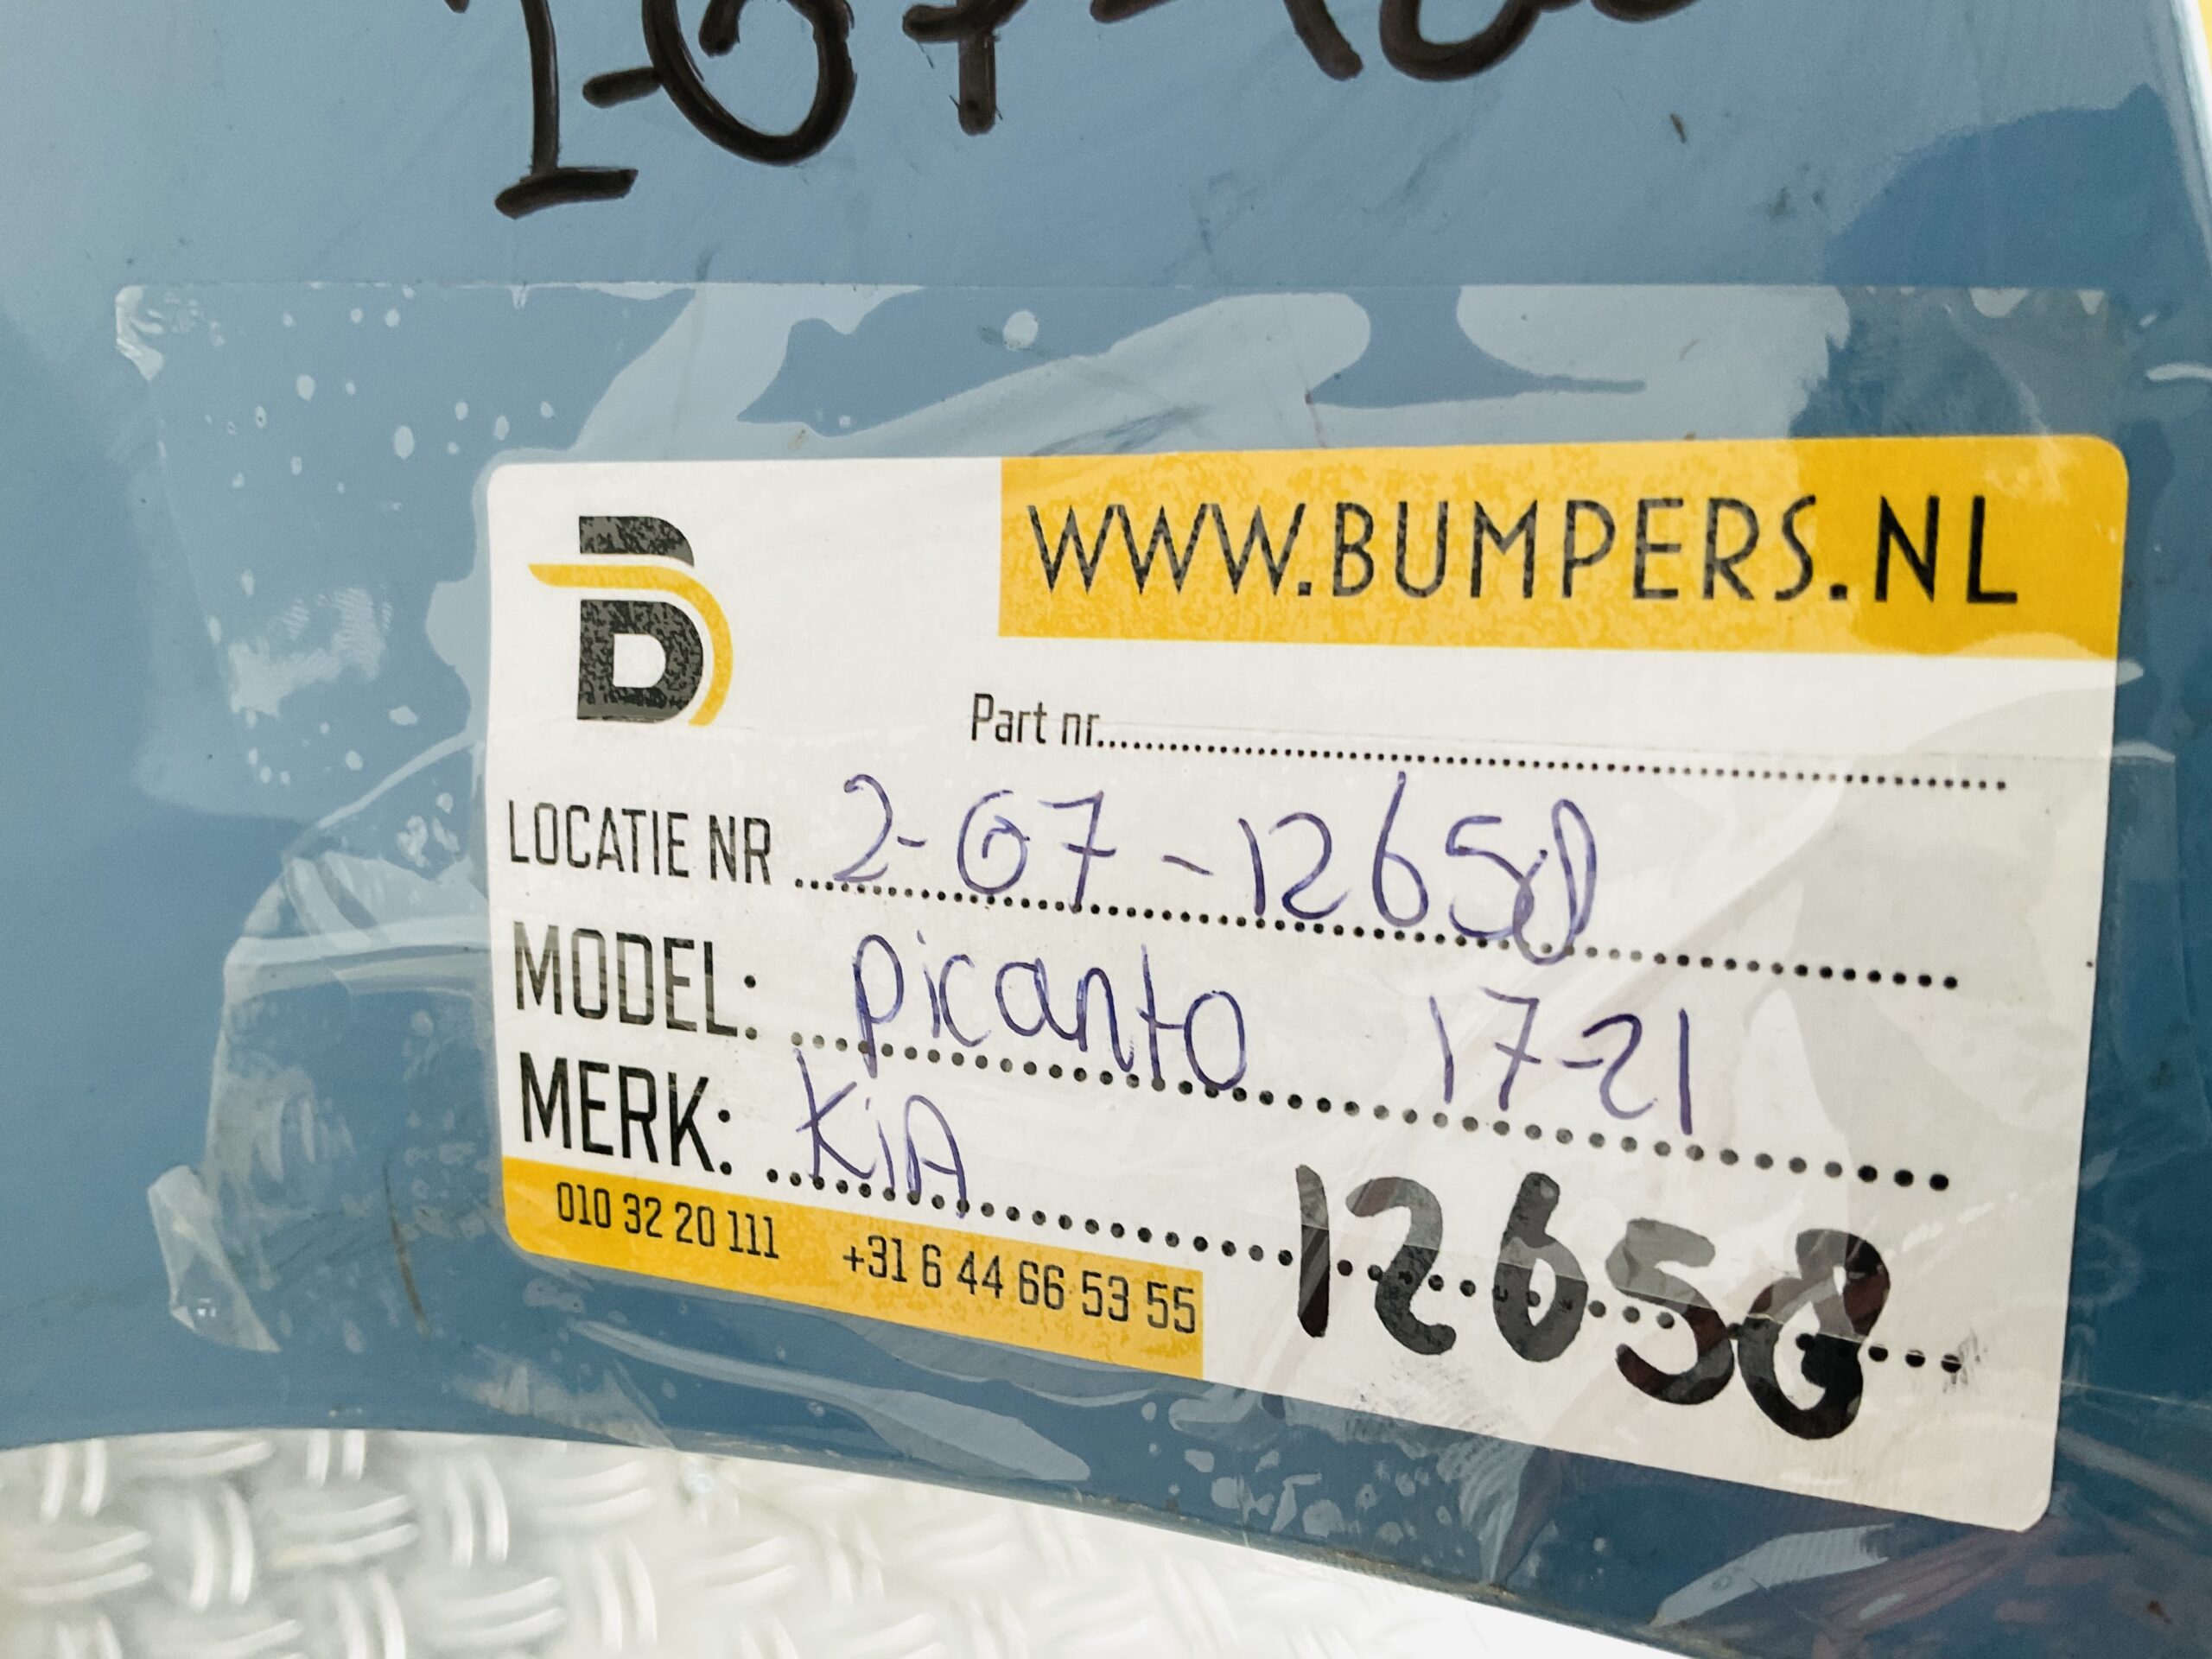 WWW.BUMPERS.NL
Part nr.
LOCATIE NR 2-07-12658
MODEL: picanto 17-21
MERK: KiA
12658
010 32 20 111 +31 6 44 66 53 55